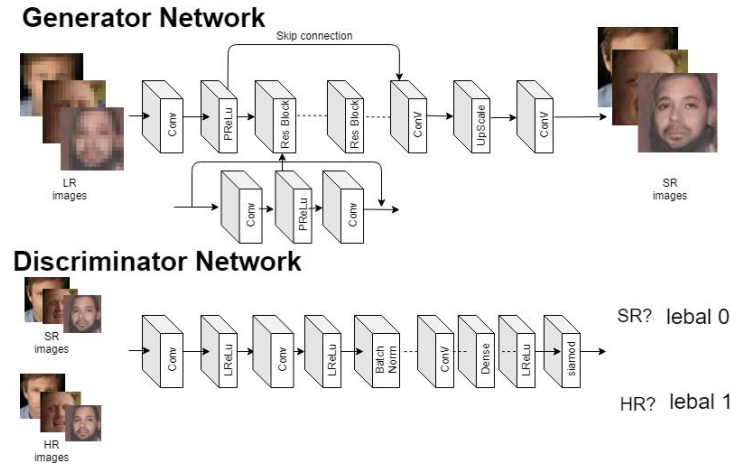 Generator Network
Skip connection
Conv
PReLu
Res Block
Res Block
ConV
UpScale
ConV
LR
images
SR
images
Conv
PReLu
Conv
Discriminator Network
SR
images
Conv
LReLu
Conv
LReLu
Batch
Norm
ConV
Dense
LReLu
siamod
SR? lebal 0
HR? lebal 1
HR
images